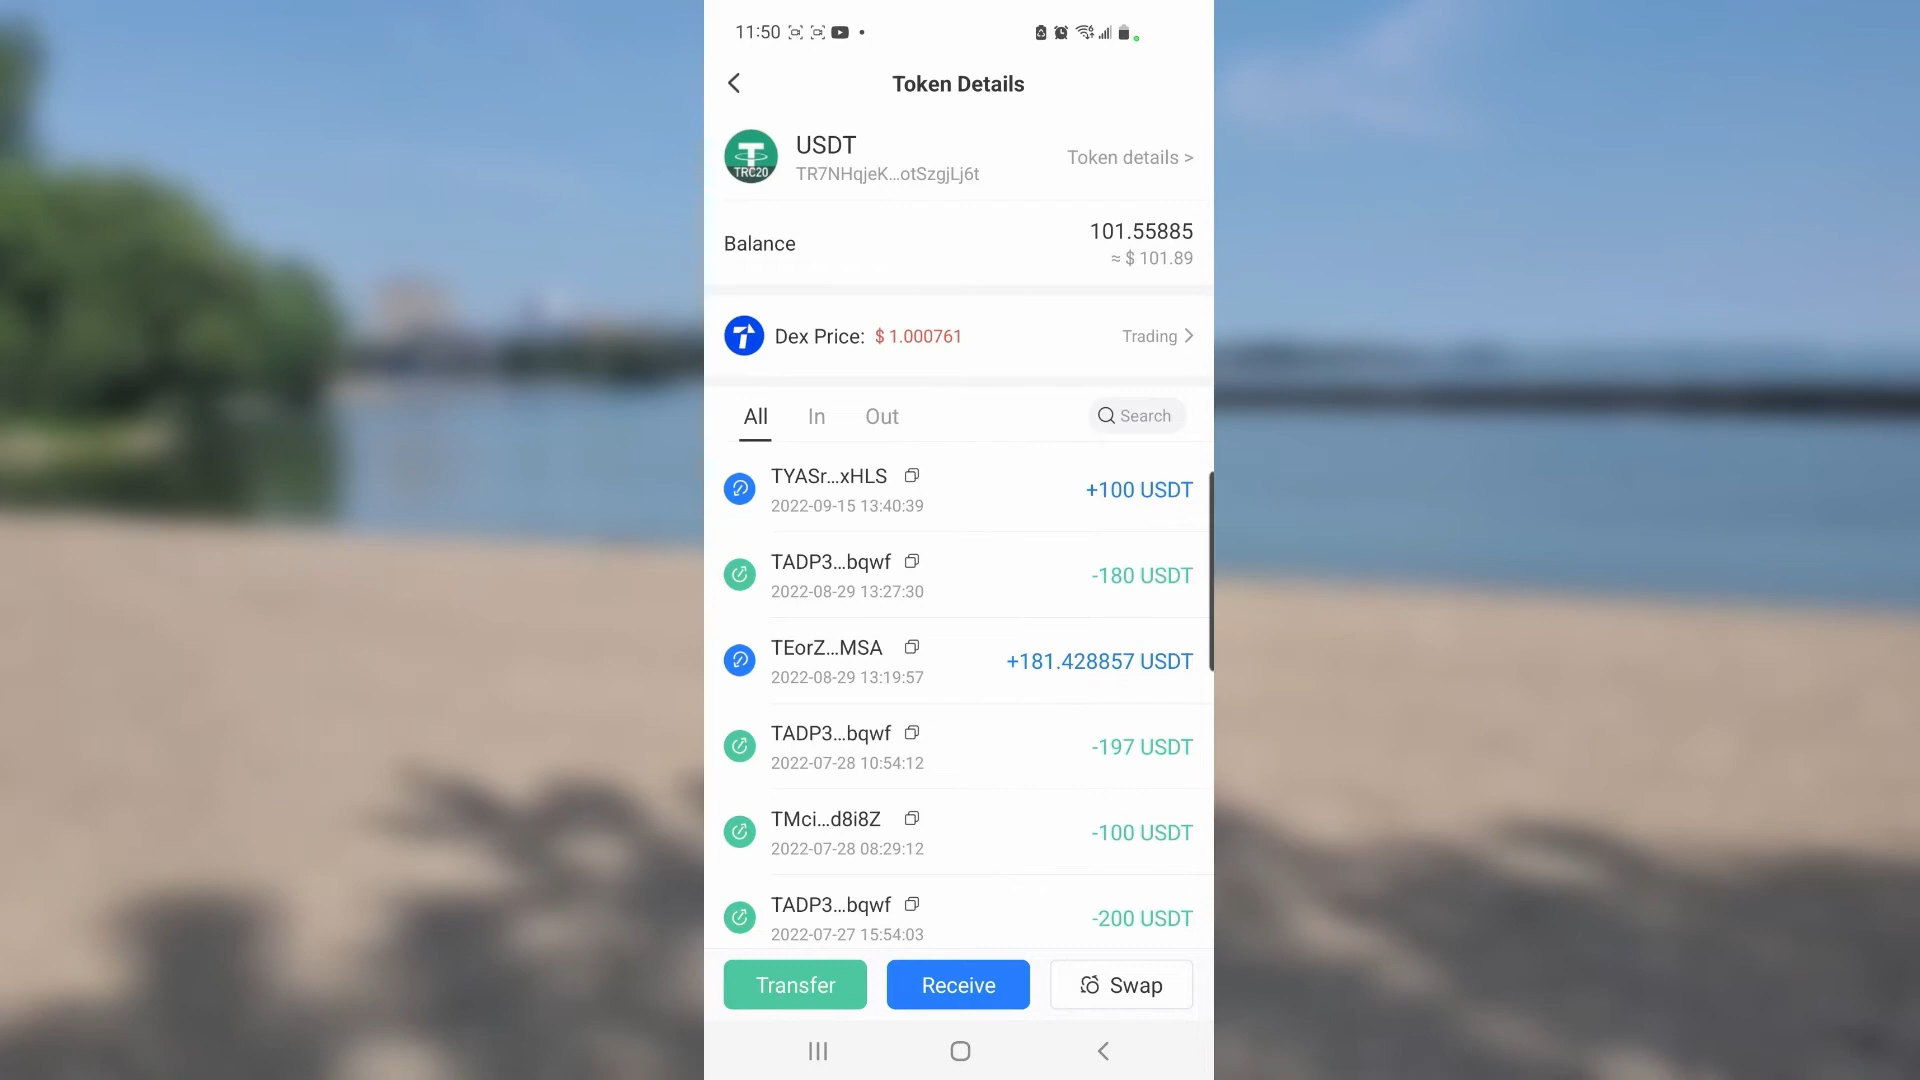 11:50
Token Details
TRC20
USDT
TR7NHqjeK...otSzgjLj6t
Token details >
Balance
101.55885
≈ $ 101.89
Dex Price: $ 1.000761
Trading >
All In Out Search
TYASr...xHLS
2022-09-15 13:40:39
+100 USDT
TADP3...bqwf
2022-08-29 13:27:30
-180 USDT
TEorZ...MSA
2022-08-29 13:19:57
+181.428857 USDT
TADP3...bqwf
2022-07-28 10:54:12
-197 USDT
TMci...d8i8Z
2022-07-28 08:29:12
-100 USDT
TADP3...bqwf
2022-07-27 15:54:03
-200 USDT
Transfer Receive Swap